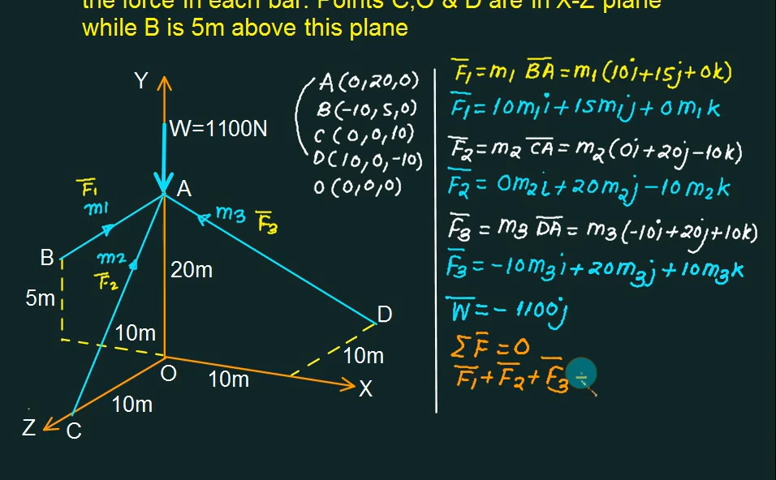 the force in each bar. Points C,O & D are in X-Z plane
while B is 5m above this plane
Y
W=1100N
A
F1
m1
m3 F3
B
m2
F2
5m
20m
10m
D
O
10m
10m
X
10m
Z
C
A(0,20,0)
B(-10,5,0)
C(0,0,10)
D(10,0,-10)
O(0,0,0)
F1=m1 BA=m1(10i+15j+0k)
F1=10m1i+15m1j+0m1k
F2=m2 CA=m2(0i+20j-10k)
F2=0m2i+20m2j-10m2k
F3=m3 DA=m3(-10i+20j+10k)
F3=-10m3i+20m3j+10m3k
W=-1100j
ΣF=0
F1+F2+F3